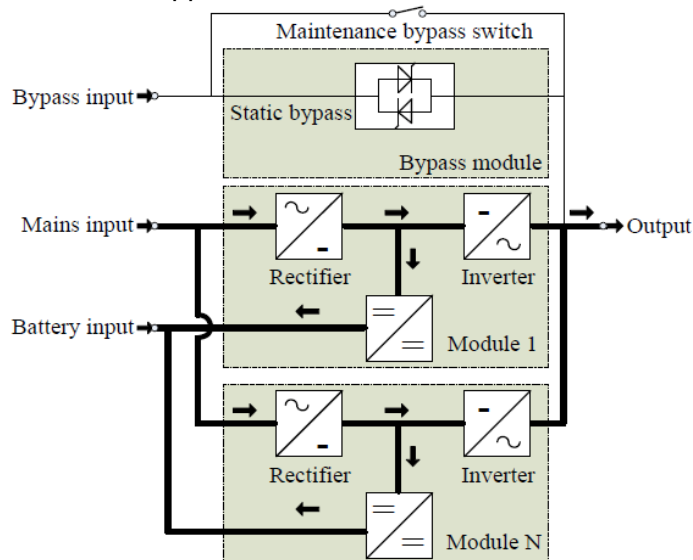 Maintenance bypass switch
Bypass input
Static bypass
Bypass module
Mains input
Output
Rectifier
Inverter
Battery input
Module 1
Rectifier
Inverter
Module N